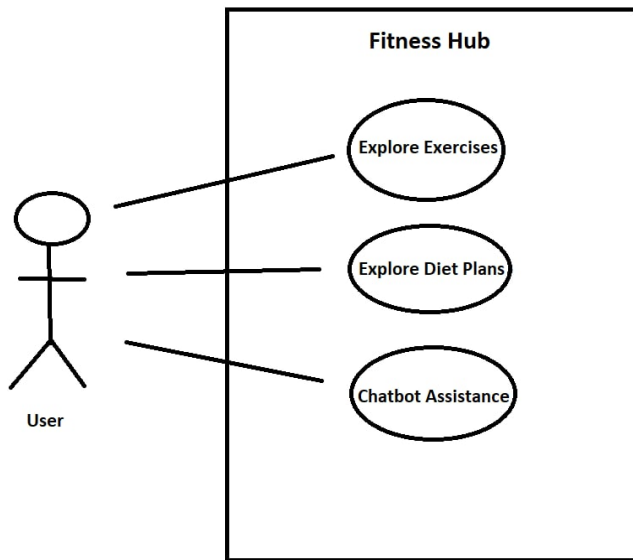 Fitness Hub
Explore Exercises
Explore Diet Plans
Chatbot Assistance
User